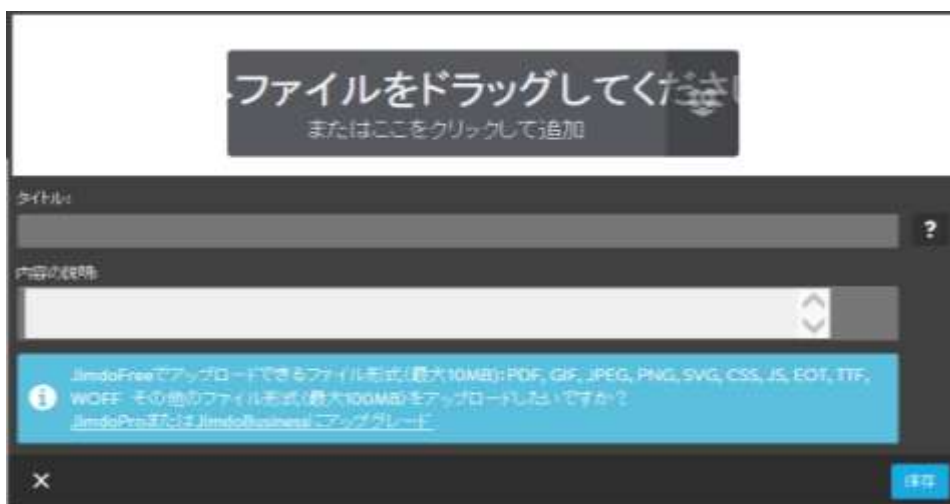 ファイルをドラッグしてください
またはここをクリックして追加
タイトル:
?
内容の説明:
JimdoFreeでアップロードできるファイル形式(最大10MB):PDF, GIF, JPEG, PNG, SVG, CSS, JS, EOT, TTF,
WOFF その他のファイル形式(最大100MB)をアップロードしたいですか?
JimdoProまたはJimdoBusinessにアップグレード
保存